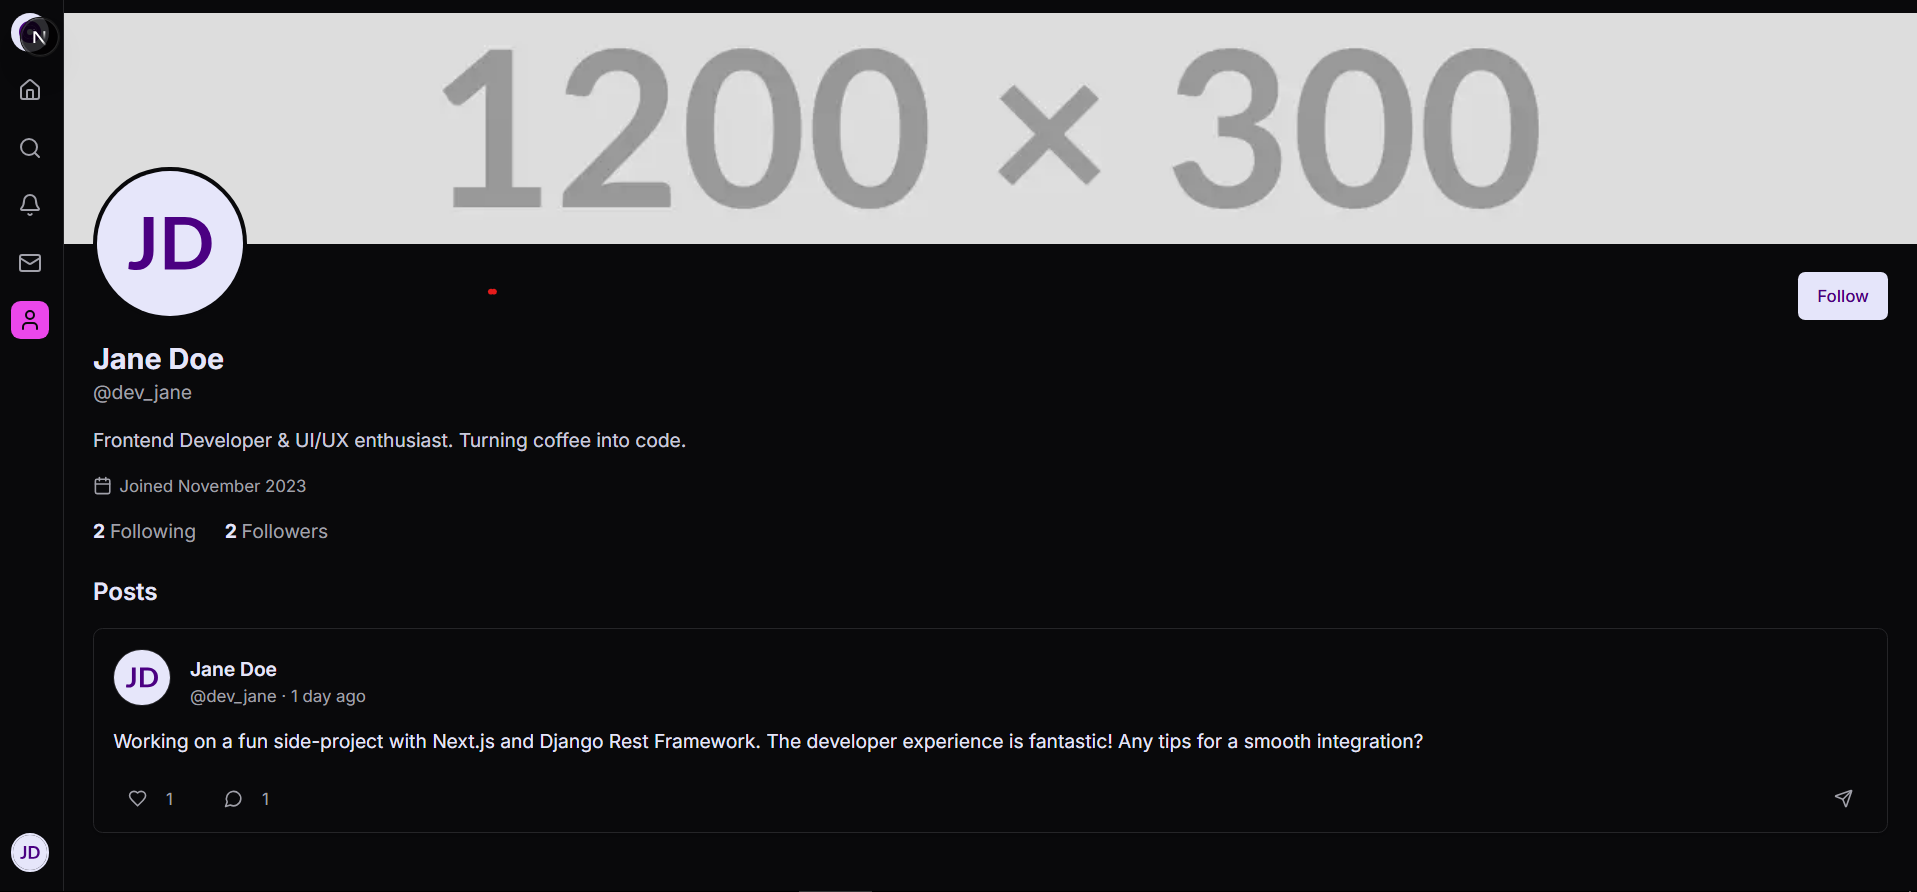 N
1200 × 300
JD
Follow
Jane Doe
@dev_jane
Frontend Developer & UI/UX enthusiast. Turning coffee into code.
Joined November 2023
2 Following 2 Followers
Posts
JD
Jane Doe
@dev_jane · 1 day ago
Working on a fun side-project with Next.js and Django Rest Framework. The developer experience is fantastic! Any tips for a smooth integration?
1 1
JD